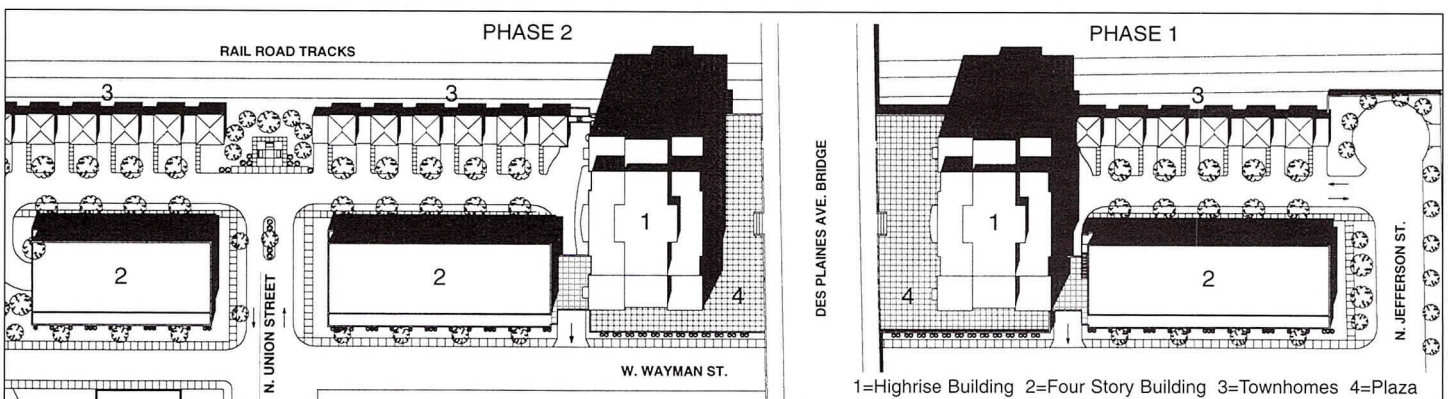 PHASE 2
PHASE 1
RAIL ROAD TRACKS
3
3
3
1
1
2
2
2
4
4
N. UNION STREET
DES PLAINES AVE. BRIDGE
N. JEFFERSON ST.
W. WAYMAN ST.
1=Highrise Building 2=Four Story Building 3=Townhomes 4=Plaza